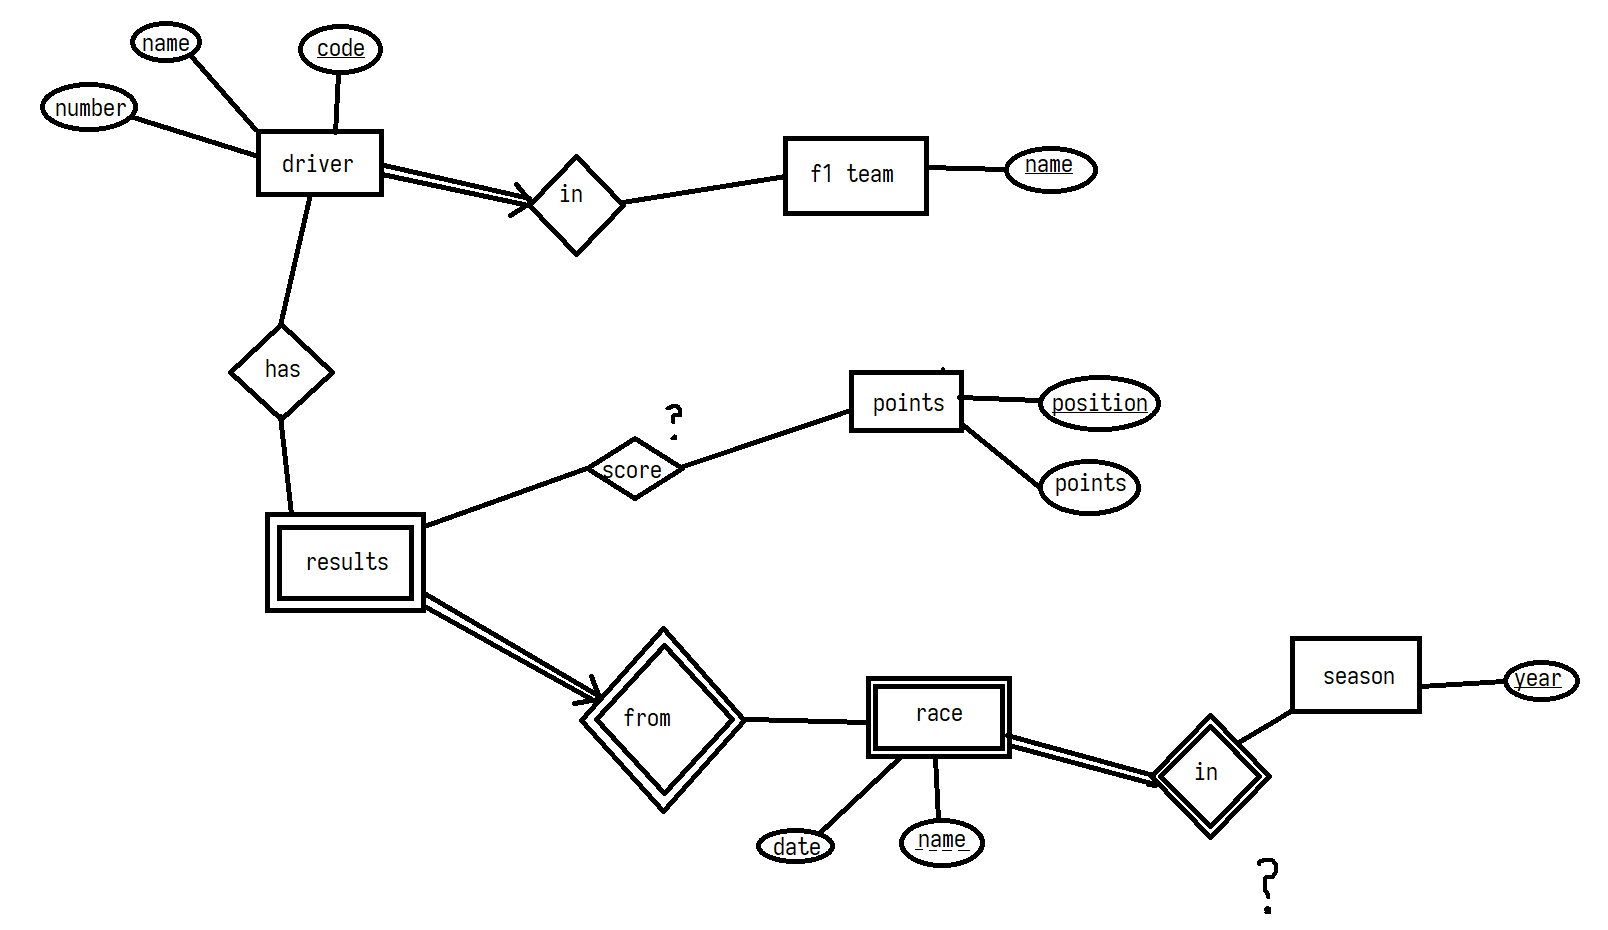 name
code
number
driver
in
f1 team
name
has
points
position
?
score
points
results
from
race
season
year
in
date
name
?